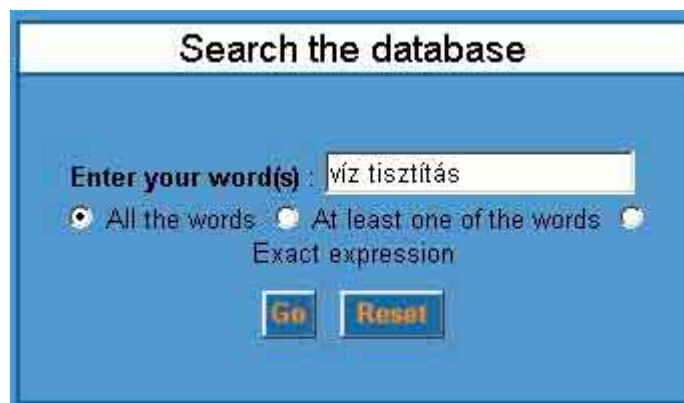 Search the database
Enter your word(s) : víz tisztítás
All the words At least one of the words
Exact expression
Go Reset